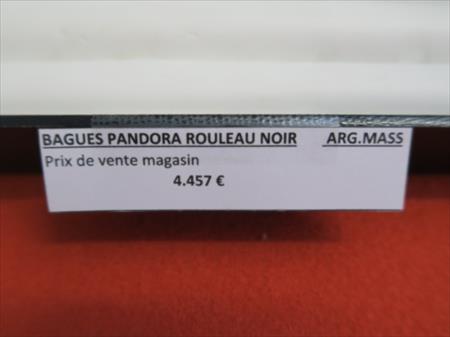 BAGUES PANDORA ROULEAU NOIR ARG.MASS
Prix de vente magasin
4.457 €